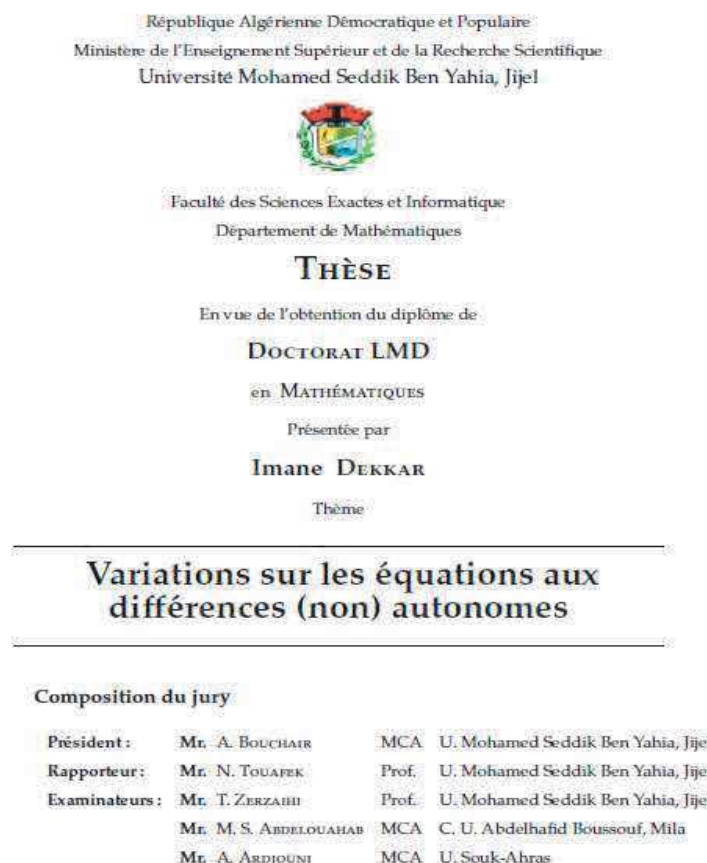 République Algérienne Démocratique et Populaire
Ministère de l'Enseignement Supérieur et de la Recherche Scientifique
Université Mohamed Seddik Ben Yahia, Jijel
Faculté des Sciences Exactes et Informatique
Département de Mathématiques
THÈSE
En vue de l'obtention du diplôme de
DOCTORAT LMD
en MATHÉMATIQUES
Présentée par
Imane DEKKAR
Thème
Variations sur les équations aux
différences (non) autonomes
Composition du jury
Président : Mr. A. BOUCHAIR MCA U. Mohamed Seddik Ben Yahia, Jije
Rapporteur : Mr. N. TOUAFEK Prof. U. Mohamed Seddik Ben Yahia, Jije
Examinateurs : Mr. T. ZERZAIHI Prof. U. Mohamed Seddik Ben Yahia, Jije
Mr. M. S. ABDELOUAHAB MCA C. U. Abdelhafid Boussouf, Mila
Mr. A. ARDJOUNI MCA U. Souk-Ahras